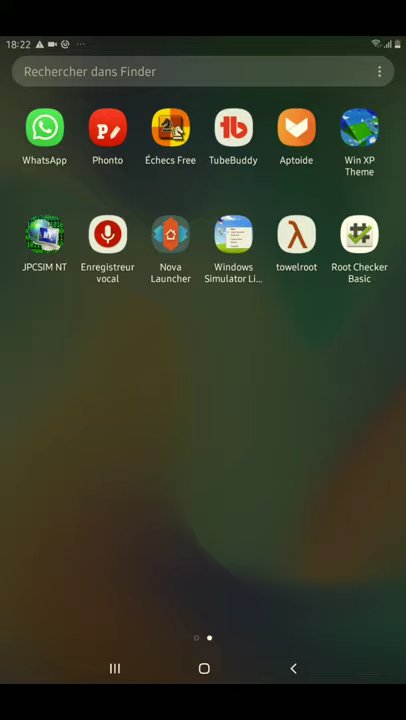 18:22
Rechercher dans Finder
WhatsApp
Phonto
Échecs Free
TubeBuddy
Aptoide
Win XP
Theme
JPCSIM NT
Enregistreur
vocal
Nova
Launcher
Windows
Simulator Li...
towelroot
Root Checker
Basic